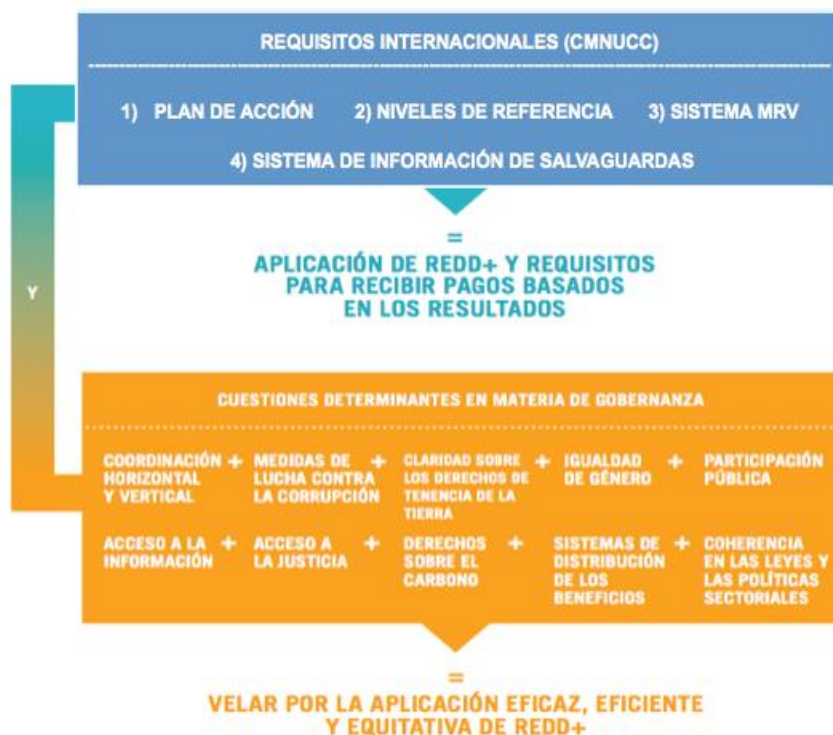 REQUISITOS INTERNACIONALES (CMNUCC)
1) PLAN DE ACCIÓN 2) NIVELES DE REFERENCIA 3) SISTEMA MRV
4) SISTEMA DE INFORMACIÓN DE SALVAGUARDAS
=
APLICACIÓN DE REDD+ Y REQUISITOS
PARA RECIBIR PAGOS BASADOS
EN LOS RESULTADOS
Y
CUESTIONES DETERMINANTES EN MATERIA DE GOBERNANZA
COORDINACIÓN
HORIZONTAL
Y VERTICAL
+
MEDIDAS DE
LUCHA CONTRA
LA CORRUPCIÓN
+
CLARIDAD SOBRE
LOS DERECHOS DE
TENENCIA DE LA
TIERRA
+
IGUALDAD
DE GÉNERO
+
PARTICIPACIÓN
PÚBLICA
ACCESO A LA
INFORMACIÓN
+
ACCESO A
LA JUSTICIA
+
DERECHOS
SOBRE EL
CARBONO
+
SISTEMAS DE
DISTRIBUCIÓN
DE LOS
BENEFICIOS
+
COHERENCIA
EN LAS LEYES Y
LAS POLÍTICAS
SECTORIALES
=
VELAR POR LA APLICACIÓN EFICAZ, EFICIENTE
Y EQUITATIVA DE REDD+